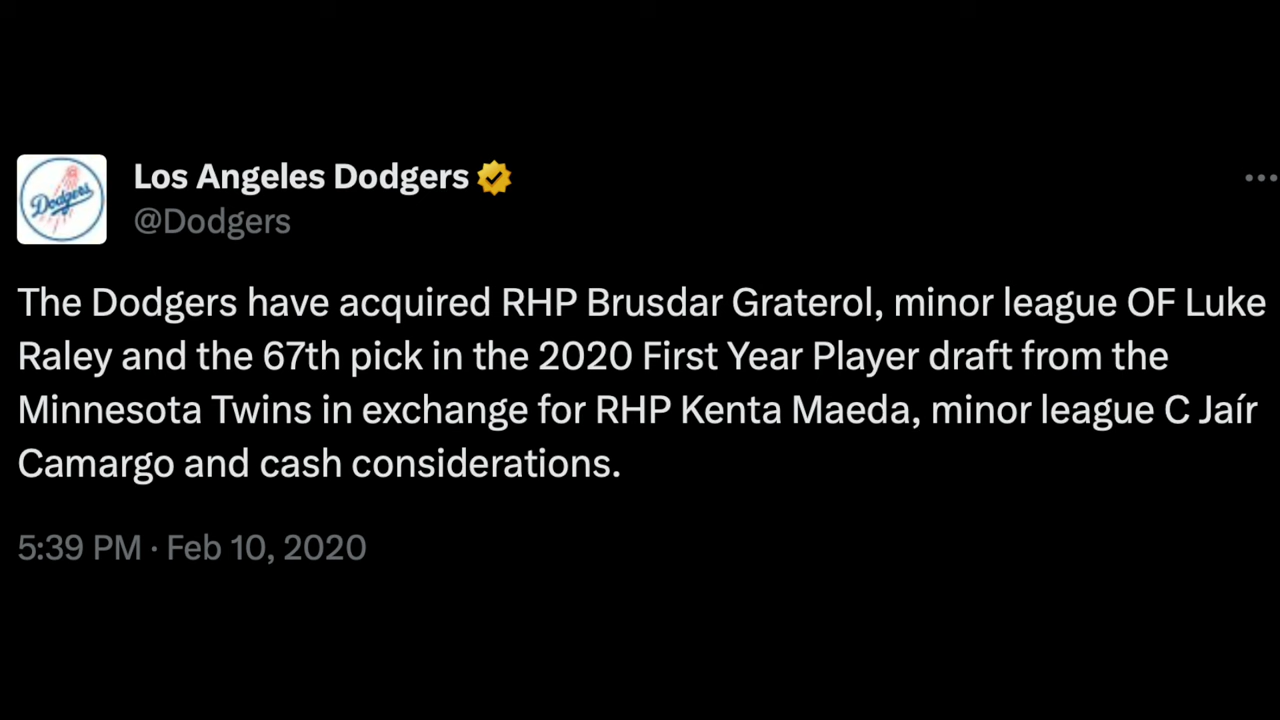 Dodgers
Los Angeles Dodgers
@Dodgers
The Dodgers have acquired RHP Brusdar Graterol, minor league OF Luke
Raley and the 67th pick in the 2020 First Year Player draft from the
Minnesota Twins in exchange for RHP Kenta Maeda, minor league C Jaír
Camargo and cash considerations.
5:39 PM · Feb 10, 2020